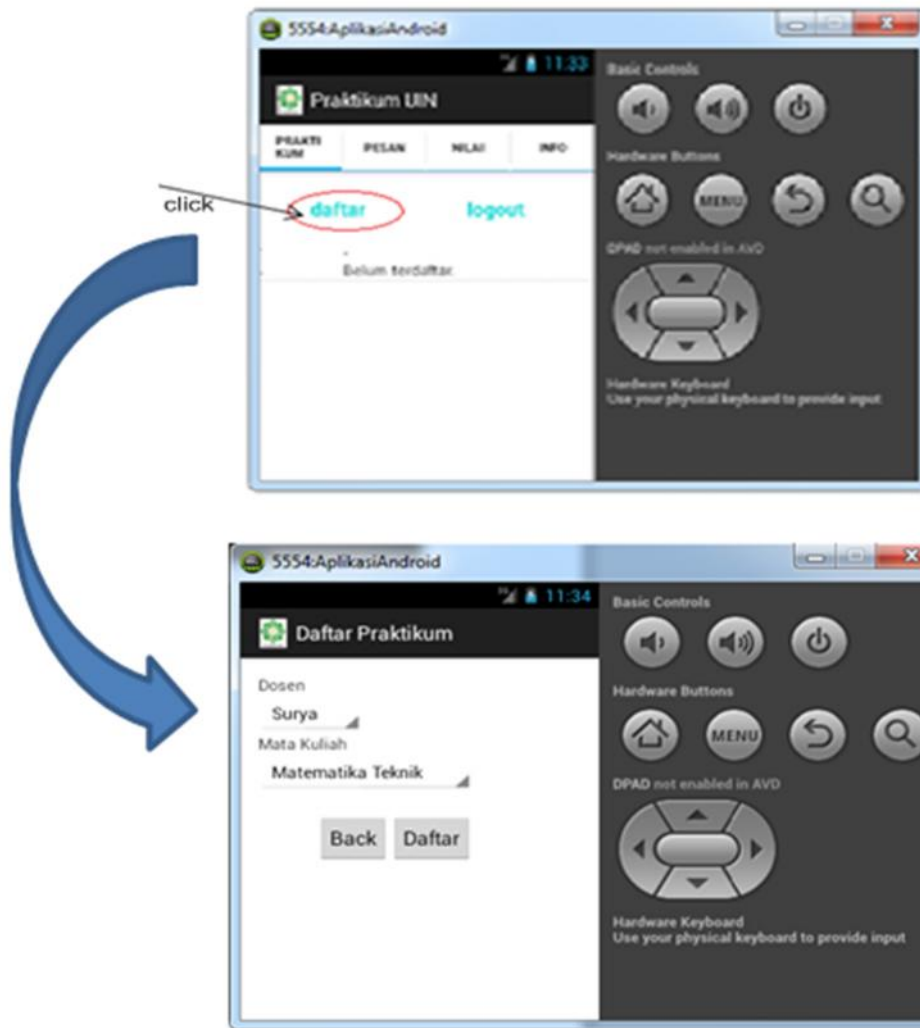 5554:AplikasiAndroid
11:33
Praktikum UIN
PRAKTI
KUM
PESAN
NILAI
INFO
click
daftar
logout
-
Belum terdaftar.
Basic Controls
Hardware Buttons
MENU
DPAD not enabled in AVD
Hardware Keyboard
Use your physical keyboard to provide input
5554:AplikasiAndroid
11:34
Daftar Praktikum
Dosen
Surya
Mata Kuliah
Matematika Teknik
Back Daftar
Basic Controls
Hardware Buttons
MENU
DPAD not enabled in AVD
Hardware Keyboard
Use your physical keyboard to provide input